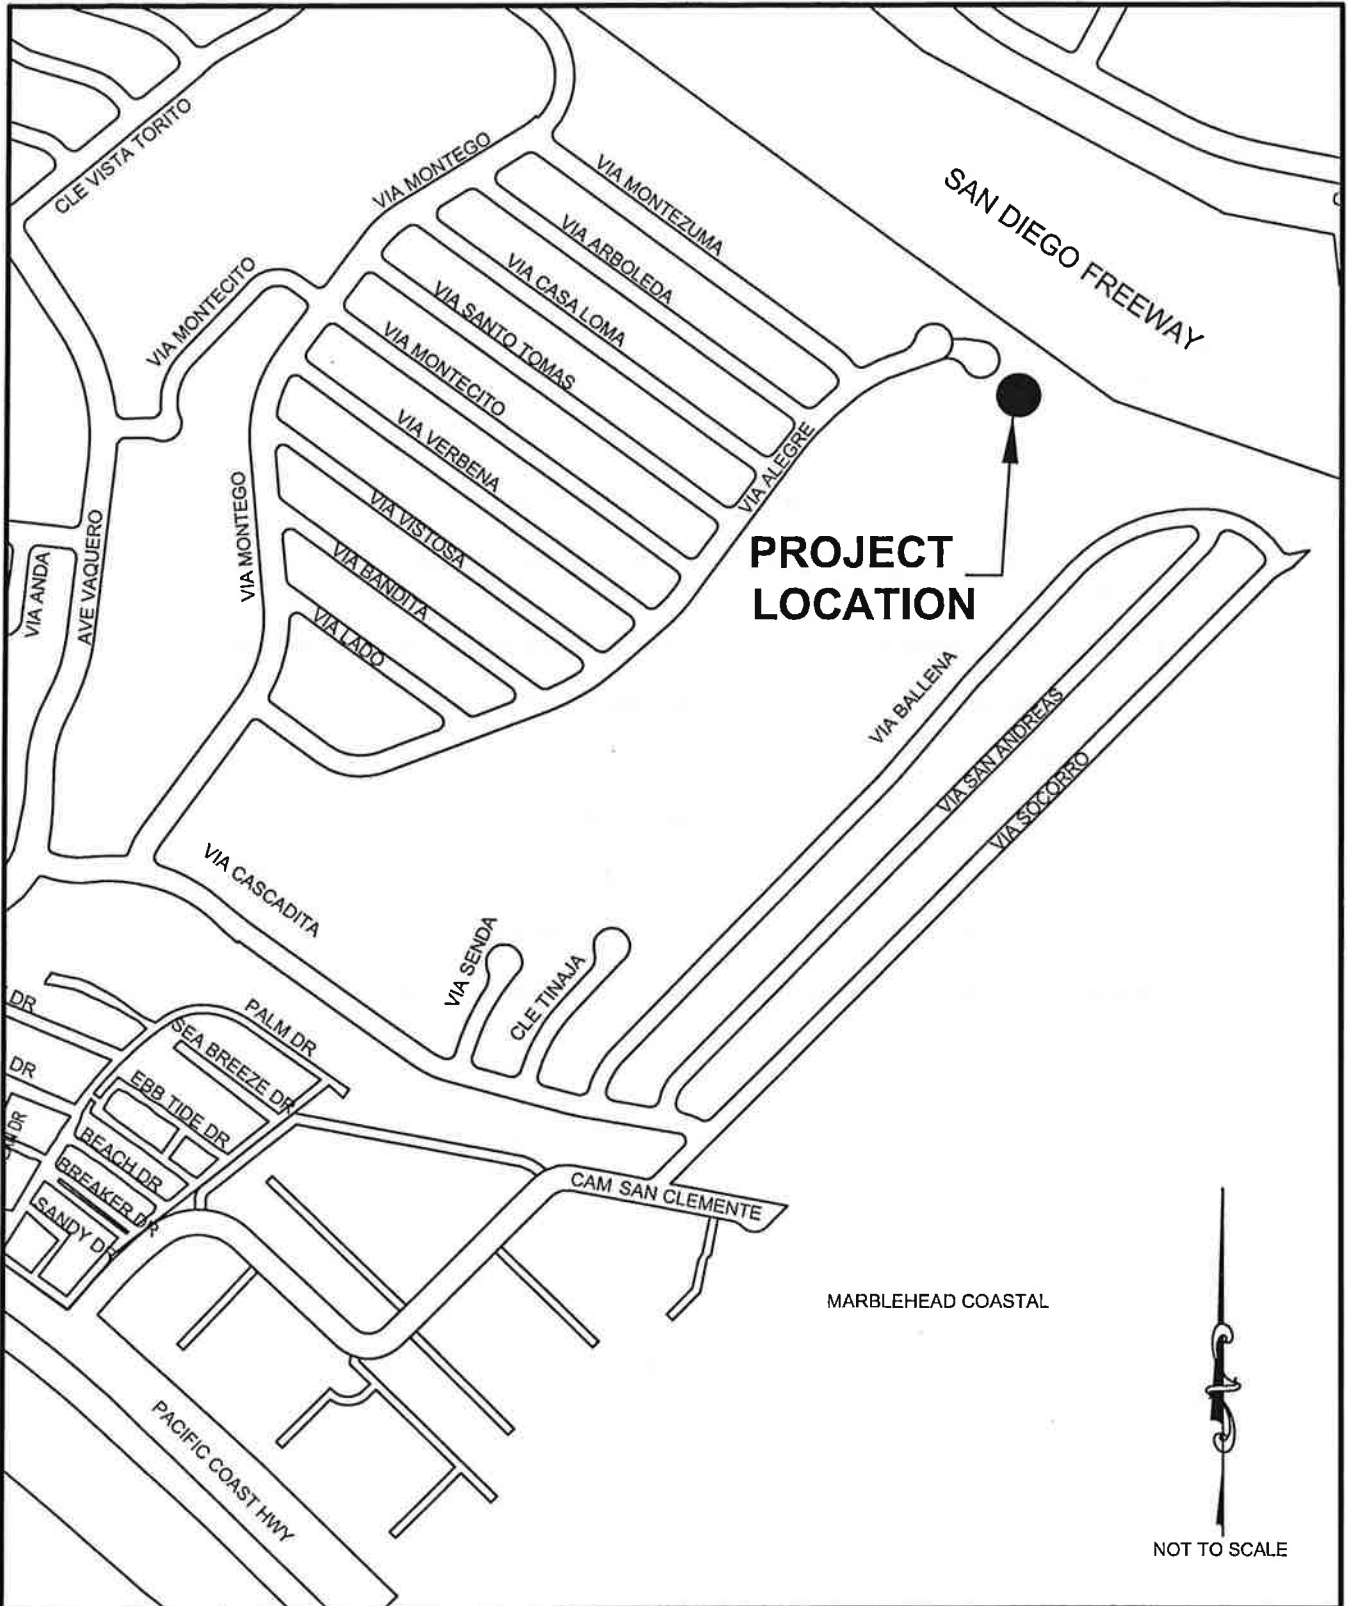 CLE VISTA TORITO
VIA MONTEGO
VIA MONTEZUMA
SAN DIEGO FREEWAY
VIA ARBOLEDA
VIA CASA LOMA
VIA MONTECITO
VIA SANTO TOMAS
VIA MONTECITO
VIA VERBENA
VIA ALEGRE
VIA MONTEGO
VIA VISTOSA
AVE VAQUERO
VIA ANDA
VIA BANDITA
VIA LADO
PROJECT
LOCATION
VIA BALLENA
VIA SAN ANDREAS
VIA SOCORRO
VIA CASCADITA
VIA SENDA
CLE TINAJA
DR
PALM DR
SEA BREEZE DR
DR
EBB TIDE DR
DR
BEACH DR
BREAKER DR
SANDY DR
CAM SAN CLEMENTE
MARBLEHEAD COASTAL
PACIFIC COAST HWY
NOT TO SCALE